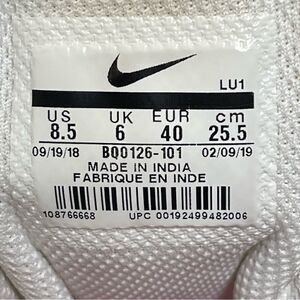 LU1
US UK EUR cm
8.5 6 40 25.5
09/19/18 BQ0126-101 02/09/19
MADE IN INDIA
FABRIQUE EN INDE
108766668 UPC 00192499482006